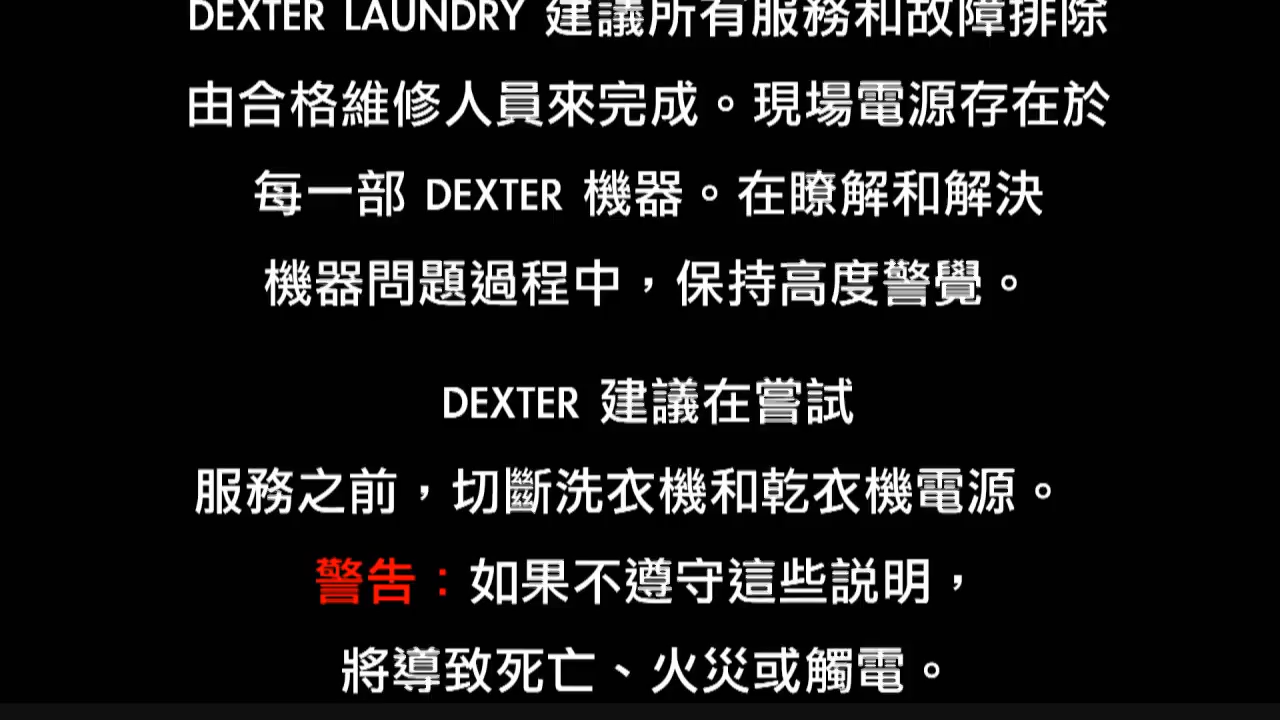 DEXTER LAUNDRY 建議所有服務和故障排除
由合格維修人員來完成。現場電源存在於
每一部 DEXTER 機器。在瞭解和解決
機器問題過程中，保持高度警覺。
DEXTER 建議在嘗試
服務之前，切斷洗衣機和乾衣機電源。
警告：如果不遵守這些説明，
將導致死亡、火災或觸電。